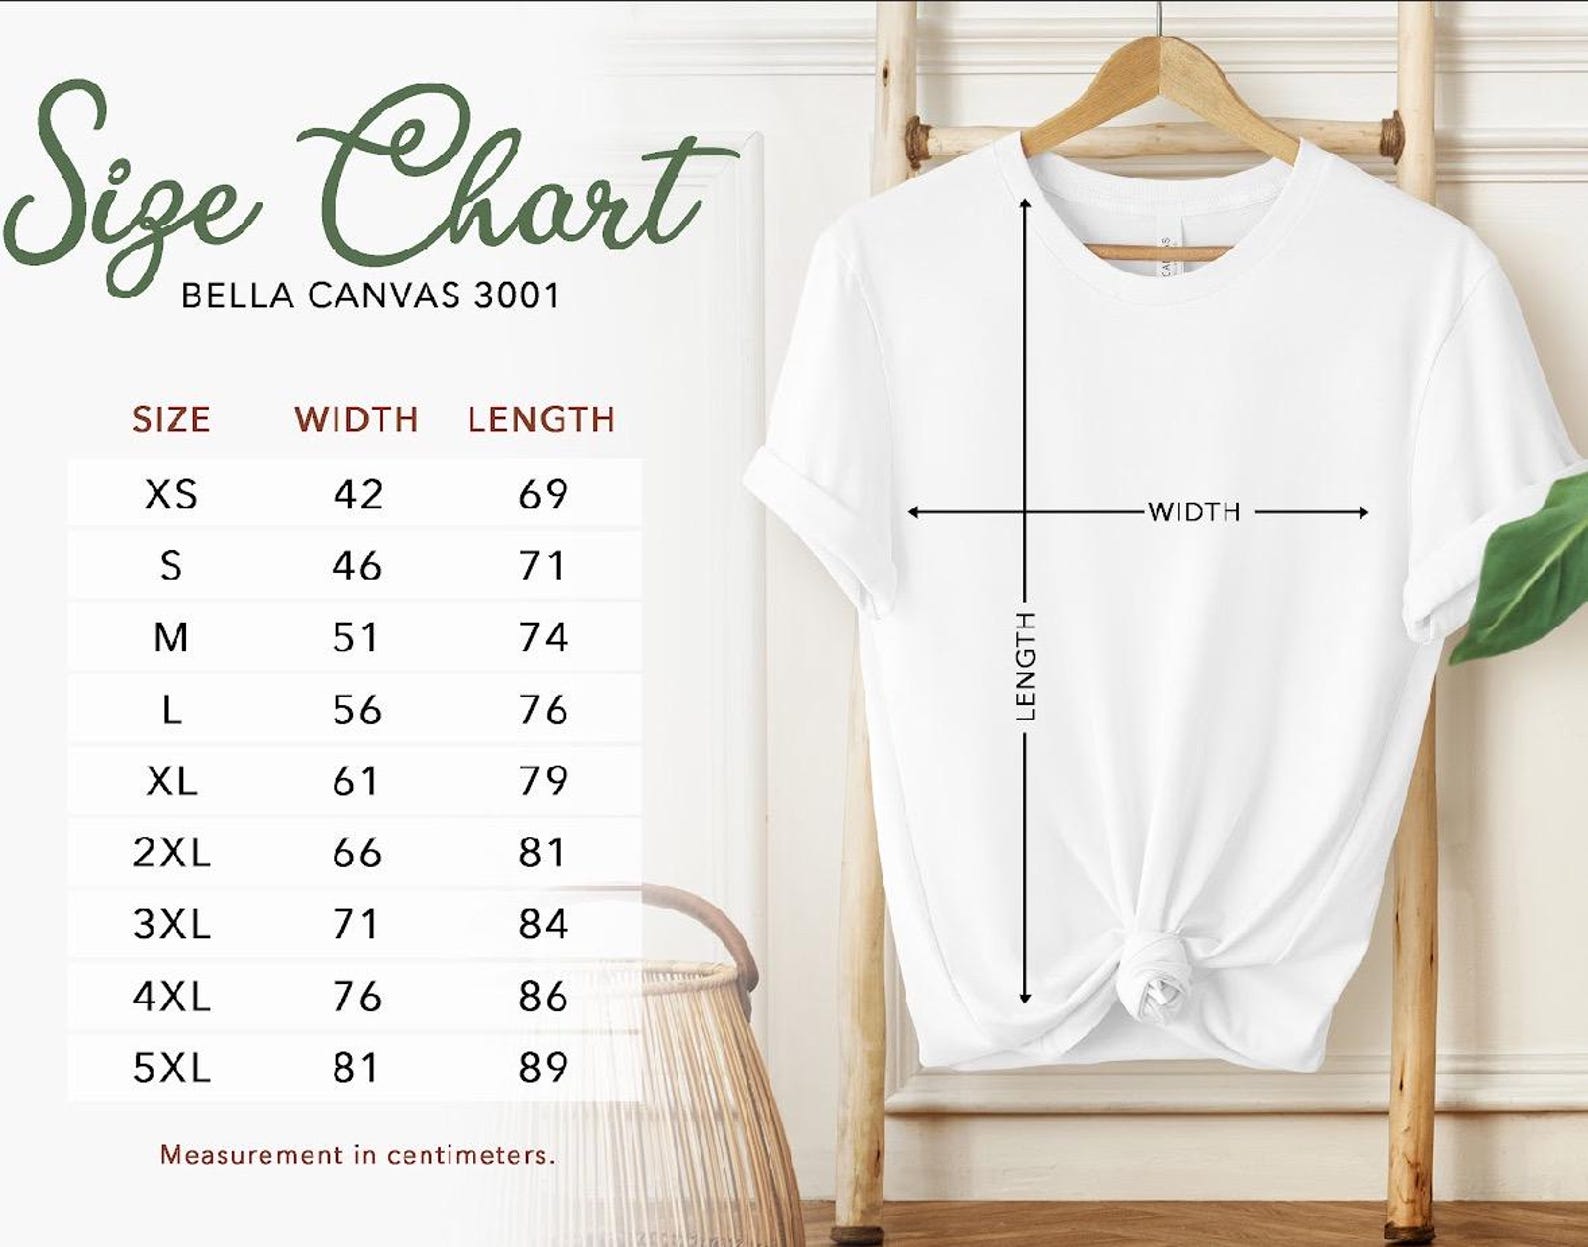 Size Chart
BELLA CANVAS 3001
SIZE WIDTH LENGTH
XS 42 69
S 46 71
M 51 74
L 56 76
XL 61 79
2XL 66 81
3XL 71 84
4XL 76 86
5XL 81 89
Measurement in centimeters.
WIDTH
LENGTH